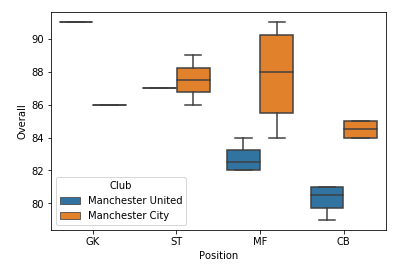 Overall
90
88
86
84
82
80
Club
Manchester United
Manchester City
GK
ST
MF
CB
Position